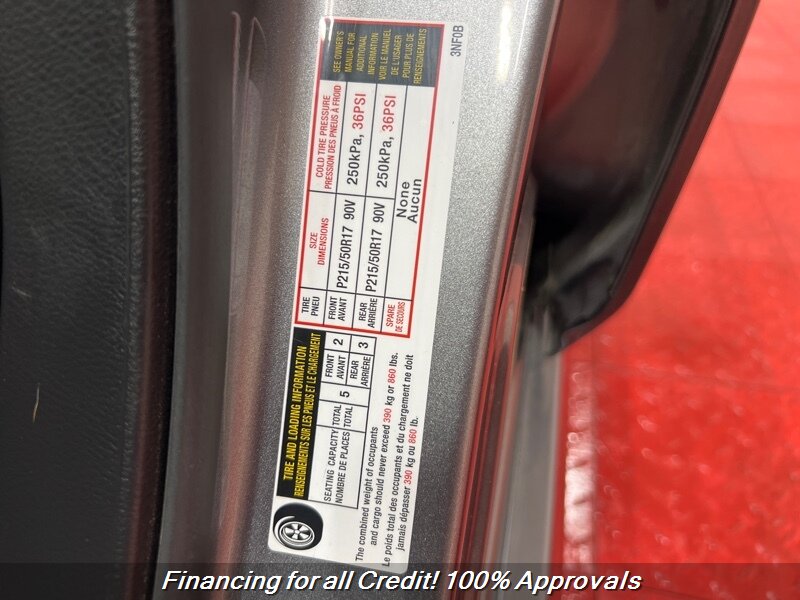 TIRE AND LOADING INFORMATION
RENSEIGNEMENTS SUR LES PNEUS ET LE CHARGEMENT
SEATING CAPACITY TOTAL 5 FRONT 2 REAR 3
NOMBRE DE PLACES TOTAL AVANT ARRIÈRE
The combined weight of occupants
and cargo should never exceed 390 kg or 860 lbs.
Le poids total des occupants et du chargement ne doit
jamais dépasser 390 kg ou 860 lb.
TIRE SIZE COLD TIRE PRESSURE
PNEU DIMENSIONS PRESSION DES PNEUS À FROID
FRONT
AVANT P215/50R17 90V 250kPa, 36PSI
REAR
ARRIÈRE P215/50R17 90V 250kPa, 36PSI
SPARE None
DE SECOURS Aucun
SEE OWNER'S
MANUAL FOR
ADDITIONAL
INFORMATION
VOIR LE MANUEL
DE L'USAGER
POUR PLUS DE
RENSEIGNEMENTS
3NF0B
Financing for all Credit! 100% Approvals